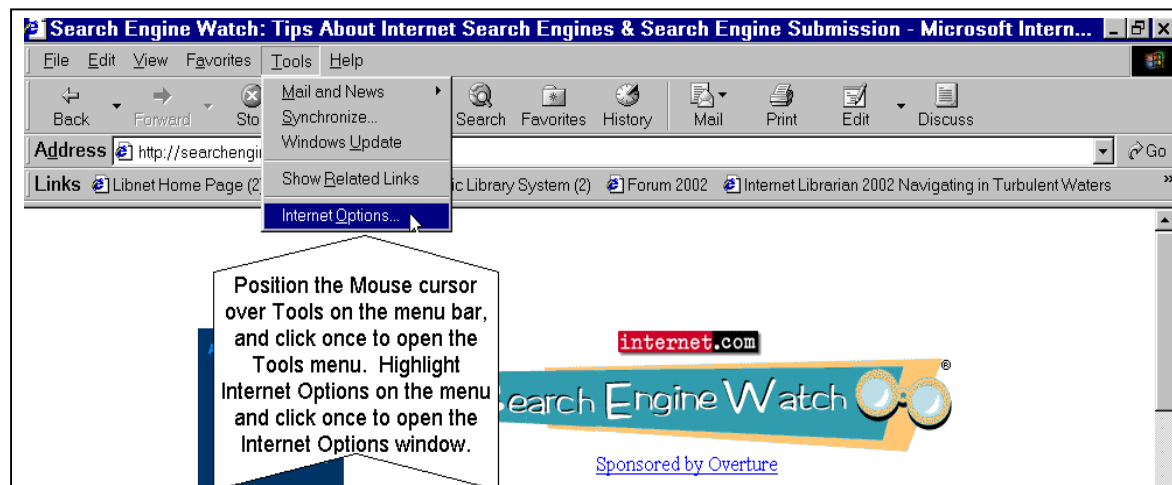 Search Engine Watch: Tips About Internet Search Engines & Search Engine Submission - Microsoft Intern...
File Edit View Favorites Tools Help
Mail and News
Synchronize...
Windows Update
Show Related Links
Internet Options...
Back Forward Sto Search Favorites History Mail Print Edit Discuss
Address http://searchengi Go
Links Libnet Home Page (2 ic Library System (2) Forum 2002 Internet Librarian 2002 Navigating in Turbulent Waters »
Position the Mouse cursor
over Tools on the menu bar,
and click once to open the
Tools menu. Highlight
Internet Options on the menu
and click once to open the
Internet Options window.
internet.com
earch Engine Watch ®
Sponsored by Overture